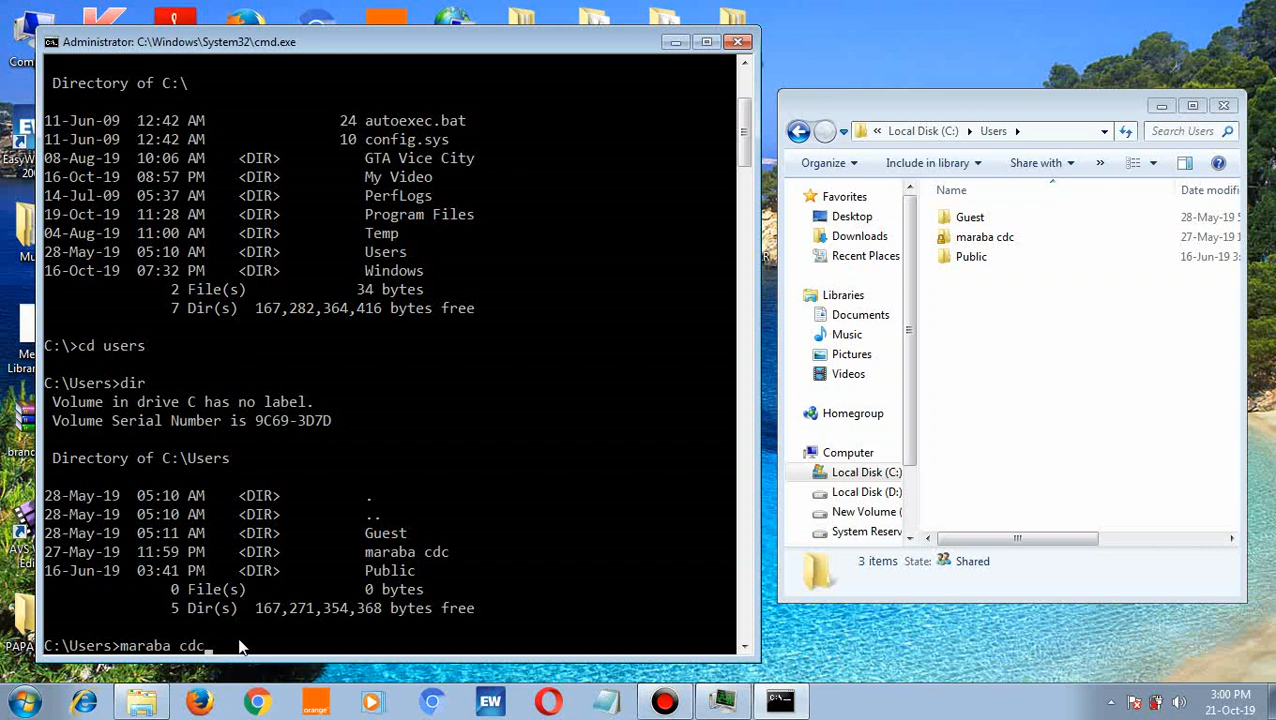 Administrator: C:\Windows\System32\cmd.exe
Directory of C:\
11-Jun-09 12:42 AM 24 autoexec.bat
11-Jun-09 12:42 AM 10 config.sys
08-Aug-19 10:06 AM <DIR> GTA Vice City
16-Oct-19 08:57 PM <DIR> My Video
14-Jul-09 05:37 AM <DIR> PerfLogs
19-Oct-19 11:28 AM <DIR> Program Files
04-Aug-19 11:00 AM <DIR> Temp
28-May-19 05:10 AM <DIR> Users
16-Oct-19 07:32 PM <DIR> Windows
2 File(s) 34 bytes
7 Dir(s) 167,282,364,416 bytes free
C:\>cd users
C:\Users>dir
Volume in drive C has no label.
Volume Serial Number is 9C69-3D7D
Directory of C:\Users
28-May-19 05:10 AM <DIR> .
28-May-19 05:10 AM <DIR> ..
28-May-19 05:11 AM <DIR> Guest
27-May-19 11:59 PM <DIR> maraba cdc
16-Jun-19 03:41 PM <DIR> Public
0 File(s) 0 bytes
5 Dir(s) 167,271,354,368 bytes free
C:\Users>maraba cdc_
« Local Disk (C:) Users
Search Users
Organize Include in library Share with »
Favorites
Desktop
Downloads
Recent Places
Libraries
Documents
Music
Pictures
Videos
Homegroup
Computer
Local Disk (C:)
Local Disk (D:)
New Volume (
System Reserv
Name Date modifi
Guest 28-May-19 5
maraba cdc 27-May-19 1
Public 16-Jun-19 3:
3 items State: Shared
EW
orange
EW
3:00 PM
21-Oct-19